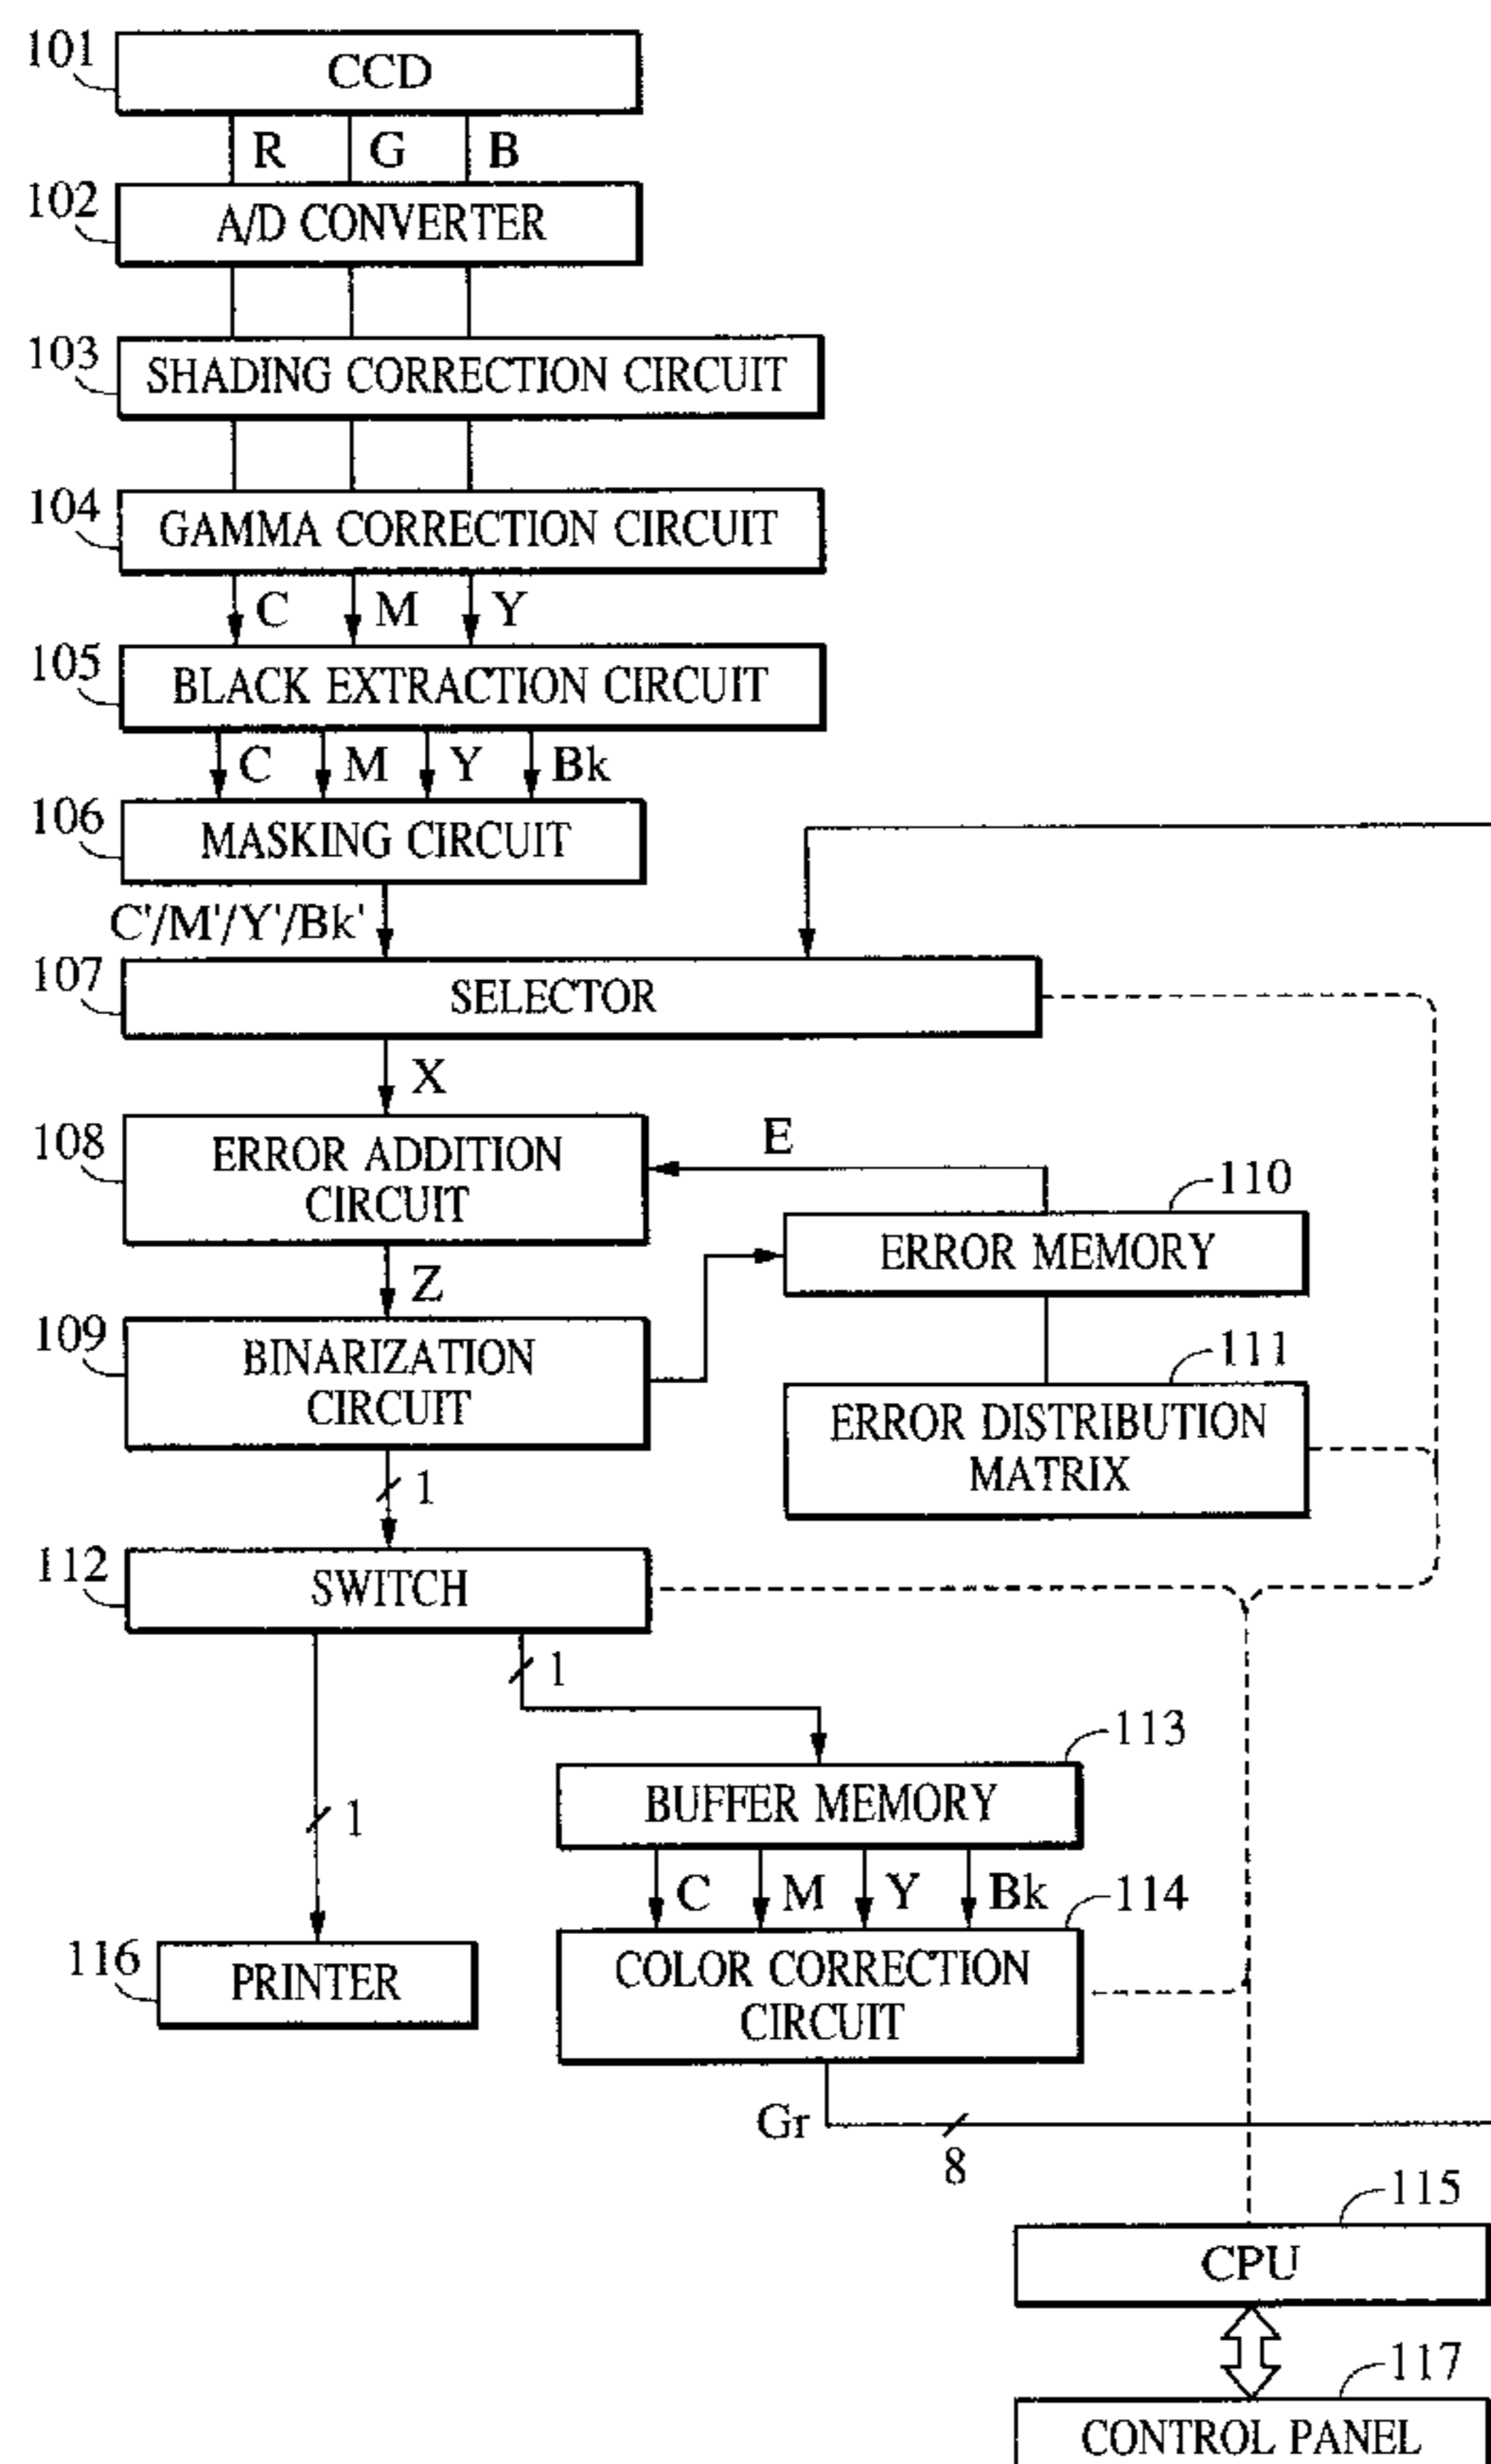 101
CCD
R G B
102
A/D CONVERTER
103
SHADING CORRECTION CIRCUIT
104
GAMMA CORRECTION CIRCUIT
C M Y
105
BLACK EXTRACTION CIRCUIT
C M Y Bk
106
MASKING CIRCUIT
C'/M'/Y'/Bk'
107
SELECTOR
X
108
ERROR ADDITION
CIRCUIT
E
110
ERROR MEMORY
Z
109
BINARIZATION
CIRCUIT
111
ERROR DISTRIBUTION
MATRIX
1
112
SWITCH
1
113
BUFFER MEMORY
1
C M Y Bk
114
COLOR CORRECTION
CIRCUIT
116
PRINTER
Gr
8
115
CPU
117
CONTROL PANEL